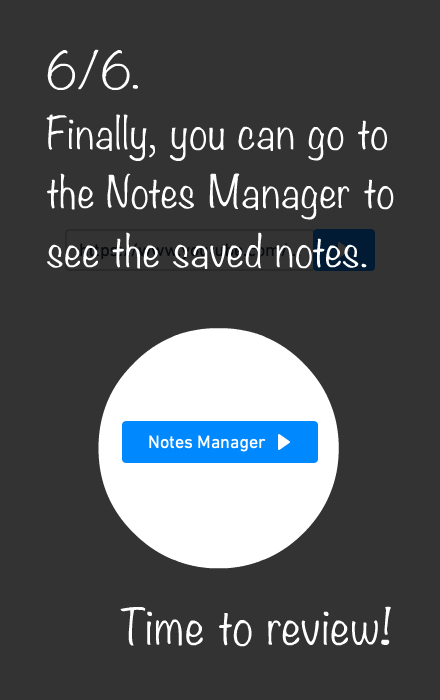 6/6.
Finally, you can go to
the Notes Manager to
see the saved notes.
Notes Manager
Time to review!